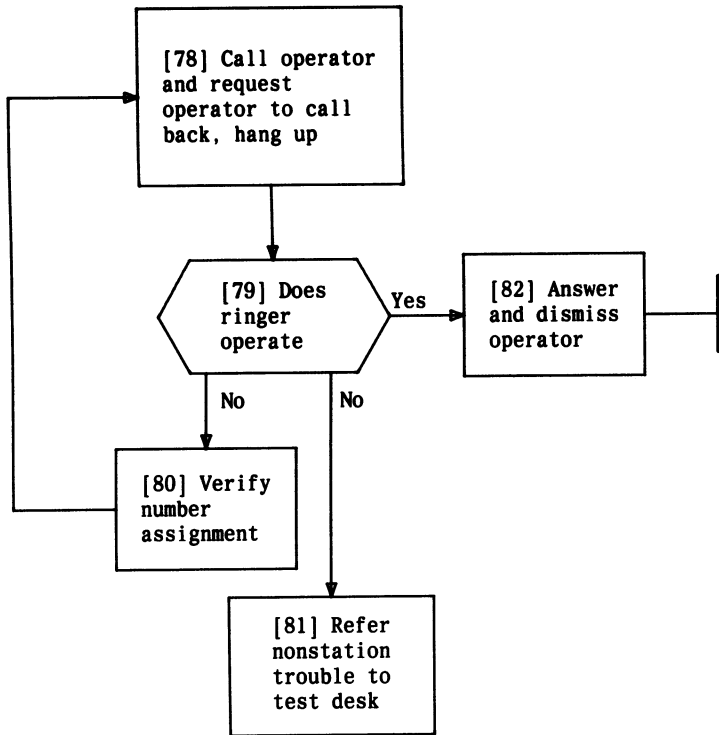 [78] Call operator
and request
operator to call
back, hang up
[79] Does
ringer
operate
Yes
[82] Answer
and dismiss
operator
No
No
[80] Verify
number
assignment
[81] Refer
nonstation
trouble to
test desk